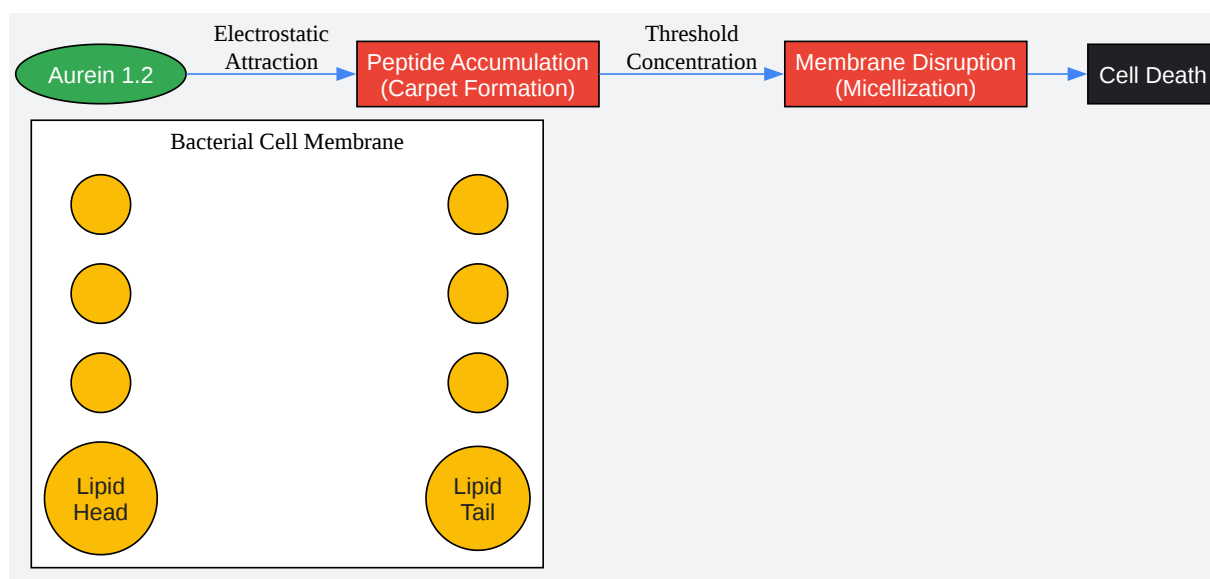 Aurein 1.2
Electrostatic
Attraction
Peptide Accumulation
(Carpet Formation)
Threshold
Concentration
Membrane Disruption
(Micellization)
Cell Death
Bacterial Cell Membrane
Lipid
Head
Lipid
Tail